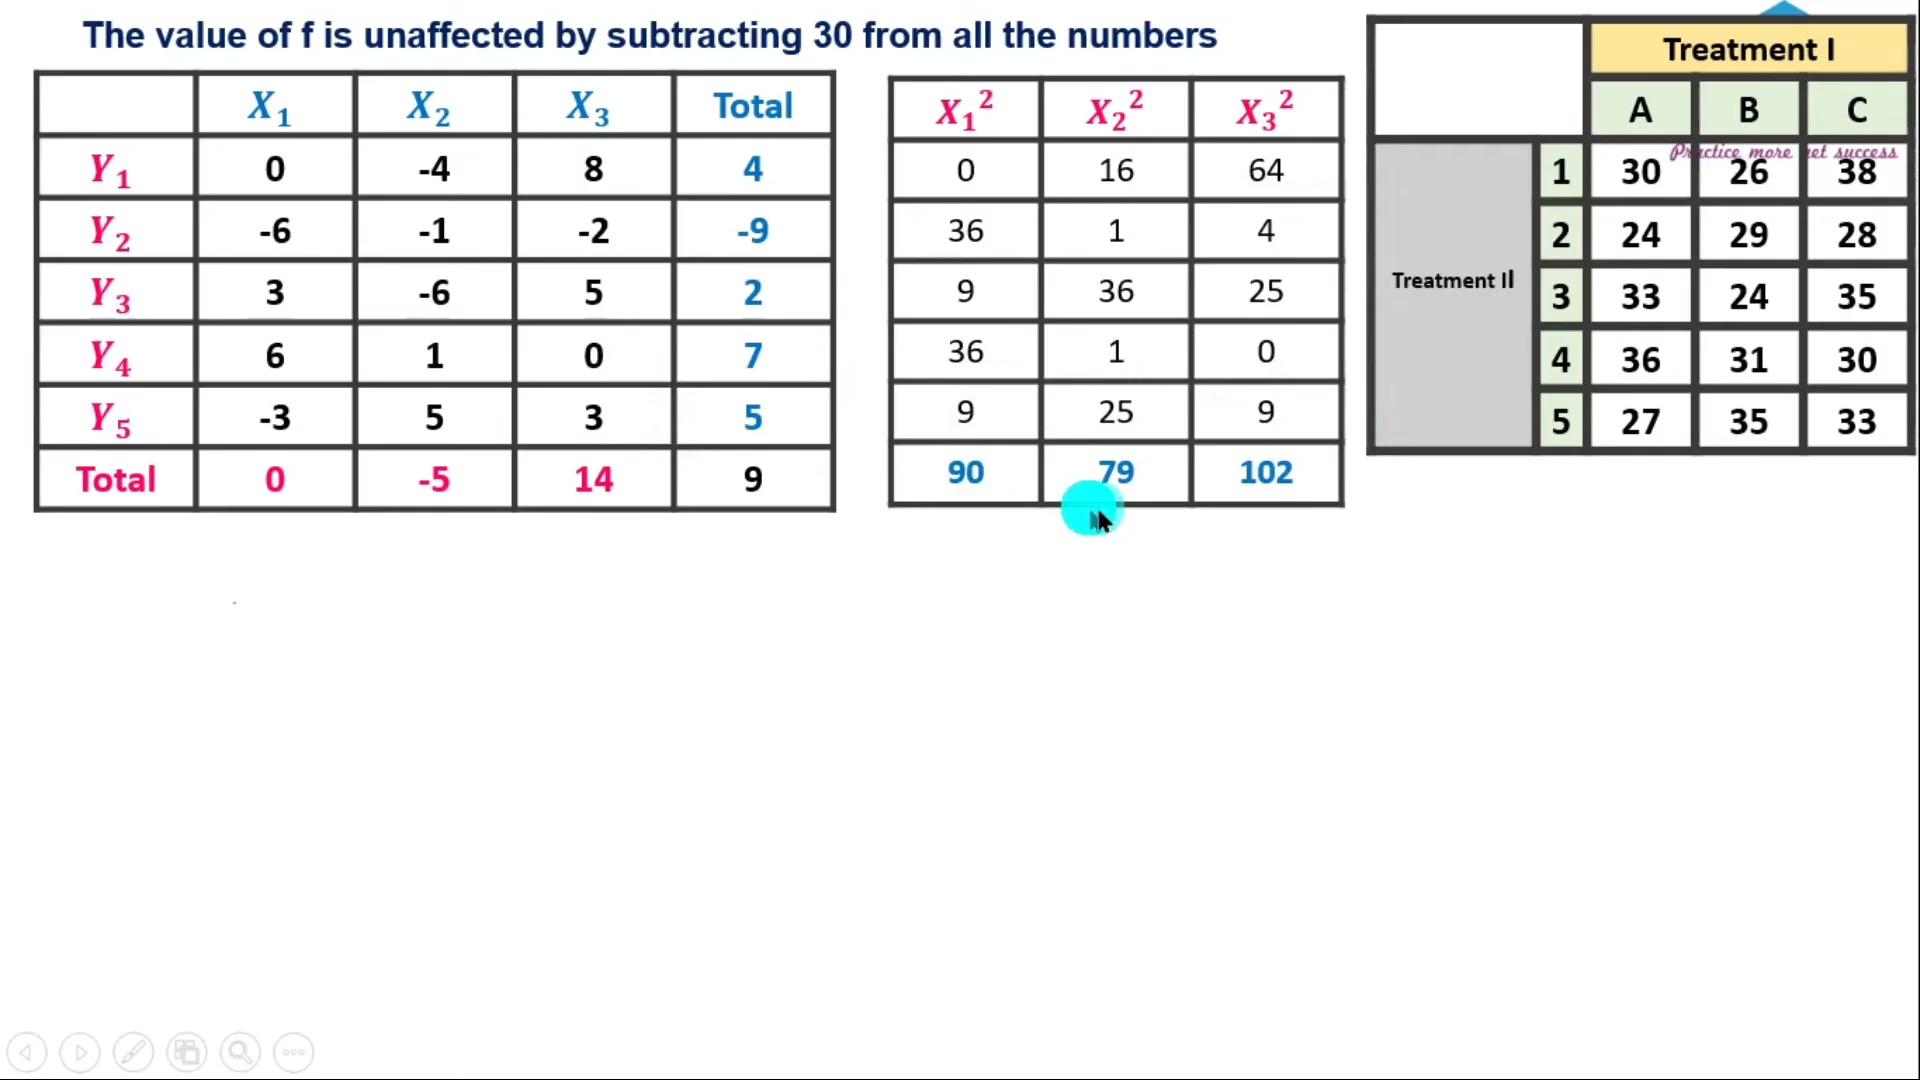 The value of f is unaffected by subtracting 30 from all the numbers
X₁ X₂ X₃ Total
Y₁ 0 -4 8 4
Y₂ -6 -1 -2 -9
Y₃ 3 -6 5 2
Y₄ 6 1 0 7
Y₅ -3 5 3 5
Total 0 -5 14 9
X₁² X₂² X₃²
0 16 64
36 1 4
9 36 25
36 1 0
9 25 9
90 79 102
Treatment I
A B C
Practice more get success
Treatment II
1 30 26 38
2 24 29 28
3 33 24 35
4 36 31 30
5 27 35 33